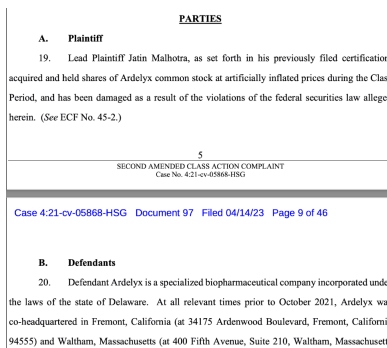 PARTIES
A. Plaintiff
19. Lead Plaintiff Jatin Malhotra, as set forth in his previously filed certification
acquired and held shares of Ardelyx common stock at artificially inflated prices during the Clas
Period, and has been damaged as a result of the violations of the federal securities law allege
herein. (See ECF No. 45-2.)
5
SECOND AMENDED CLASS ACTION COMPLAINT
Case No. 4:21-cv-05868-HSG
Case 4:21-cv-05868-HSG Document 97 Filed 04/14/23 Page 9 of 46
B. Defendants
20. Defendant Ardelyx is a specialized biopharmaceutical company incorporated unde
the laws of the state of Delaware. At all relevant times prior to October 2021, Ardelyx wa
co-headquartered in Fremont, California (at 34175 Ardenwood Boulevard, Fremont, Californi
94555) and Waltham, Massachusetts (at 400 Fifth Avenue, Suite 210, Waltham, Massachusett